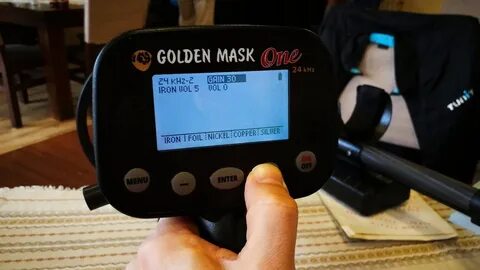 GOLDEN MASK One
24 kHz
24 kHz-2 GAIN 30
IRON VOL 5 VOL 0
IRON | FOIL | NICKEL | COPPER | SILVER
MENU
–
ENTER
OFF